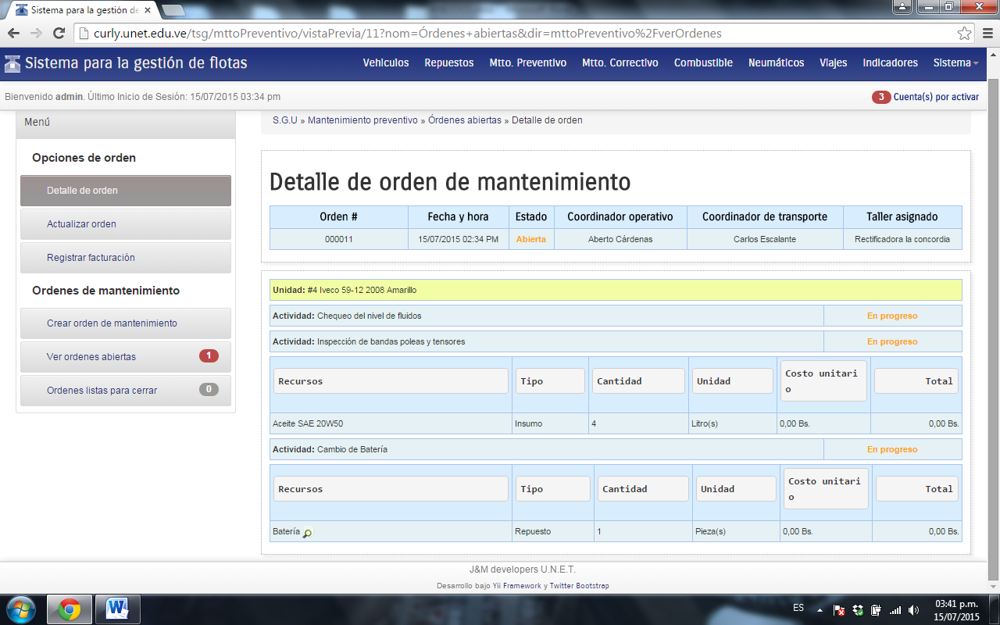 Sistema para la gestión de
curly.unet.edu.ve/tsg/mttoPreventivo/vistaPrevia/11?nom=Órdenes+abiertas&dir=mttoPreventivo%2FverOrdenes
Sistema para la gestión de flotas
Vehiculos Repuestos Mtto. Preventivo Mtto. Correctivo Combustible Neumáticos Viajes Indicadores Sistema
Bienvenido admin. Último Inicio de Sesión: 15/07/2015 03:34 pm
3 Cuenta(s) por activar
Menú
Opciones de orden
Detalle de orden
Actualizar orden
Registrar facturación
Ordenes de mantenimiento
Crear orden de mantenimiento
Ver ordenes abiertas 1
Ordenes listas para cerrar 0
S.G.U » Mantenimiento preventivo » Órdenes abiertas » Detalle de orden
Detalle de orden de mantenimiento
Orden # Fecha y hora Estado Coordinador operativo Coordinador de transporte Taller asignado
000011 15/07/2015 02:34 PM Abierta Aberto Cárdenas Carlos Escalante Rectificadora la concordia
Unidad: #4 Iveco 59-12 2008 Amarillo
Actividad: Chequeo del nivel de fluidos En progreso
Actividad: Inspección de bandas poleas y tensores En progreso
Recursos Tipo Cantidad Unidad Costo unitari
o Total
Aceite SAE 20W50 Insumo 4 Litro(s) 0,00 Bs. 0,00 Bs.
Actividad: Cambio de Batería En progreso
Recursos Tipo Cantidad Unidad Costo unitari
o Total
Batería Repuesto 1 Pieza(s) 0,00 Bs. 0,00 Bs.
J&M developers U.N.E.T.
Desarrollo bajo Yii Framework y Twitter Bootstrap
ES
03:41 p.m.
15/07/2015